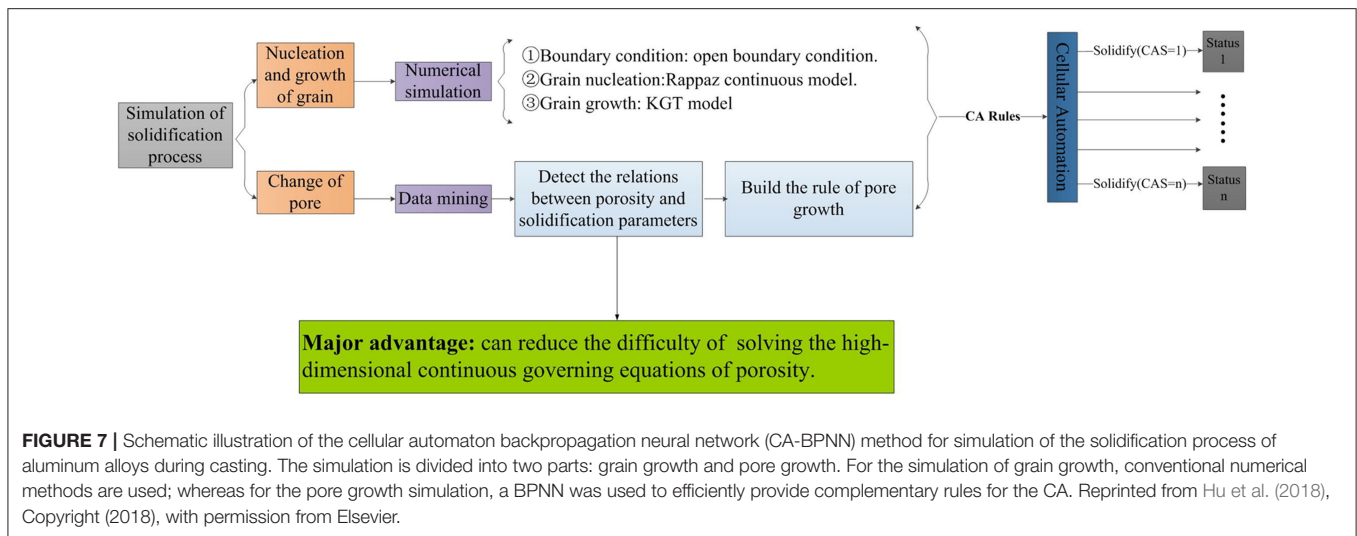 Nucleation
and growth
of grain
Numerical
simulation
①Boundary condition: open boundary condition.
②Grain nucleation:Rappaz continuous model.
③Grain growth: KGT model
Simulation of
solidification
process
Change of
pore
Data mining
Detect the relations
between porosity and
solidification parameters
Build the rule of pore
growth
CA Rules
Cellular Automation
Solidify(CAS=1)
Status
1
Solidify(CAS=n)
Status
n
Major advantage: can reduce the difficulty of solving the high-
dimensional continuous governing equations of porosity.
FIGURE 7 | Schematic illustration of the cellular automaton backpropagation neural network (CA-BPNN) method for simulation of the solidification process of
aluminum alloys during casting. The simulation is divided into two parts: grain growth and pore growth. For the simulation of grain growth, conventional numerical
methods are used; whereas for the pore growth simulation, a BPNN was used to efficiently provide complementary rules for the CA. Reprinted from Hu et al. (2018),
Copyright (2018), with permission from Elsevier.